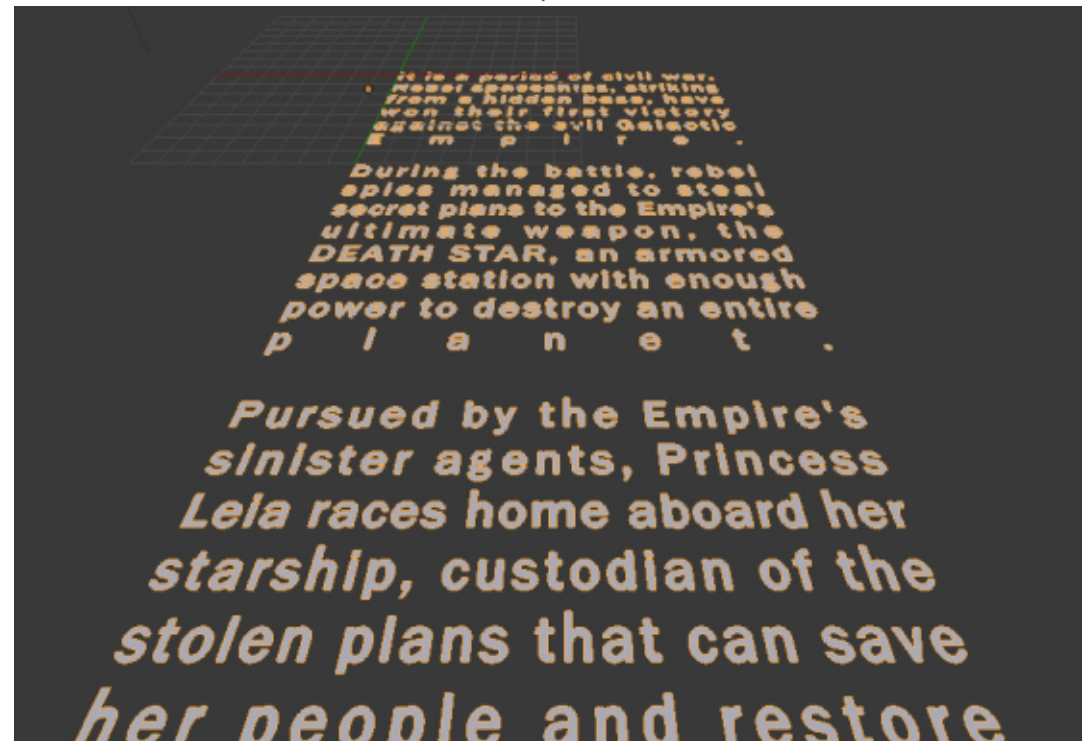 It is a period of civil war.
Rebel spaceships, striking
from a hidden base, have
won their first victory
against the evil Galactic
Empire.
During the battle, rebel
spies managed to steal
secret plans to the Empire's
ultimate weapon, the
DEATH STAR, an armored
space station with enough
power to destroy an entire
planet.
Pursued by the Empire's
sinister agents, Princess
Leia races home aboard her
starship, custodian of the
stolen plans that can save
her people and restore